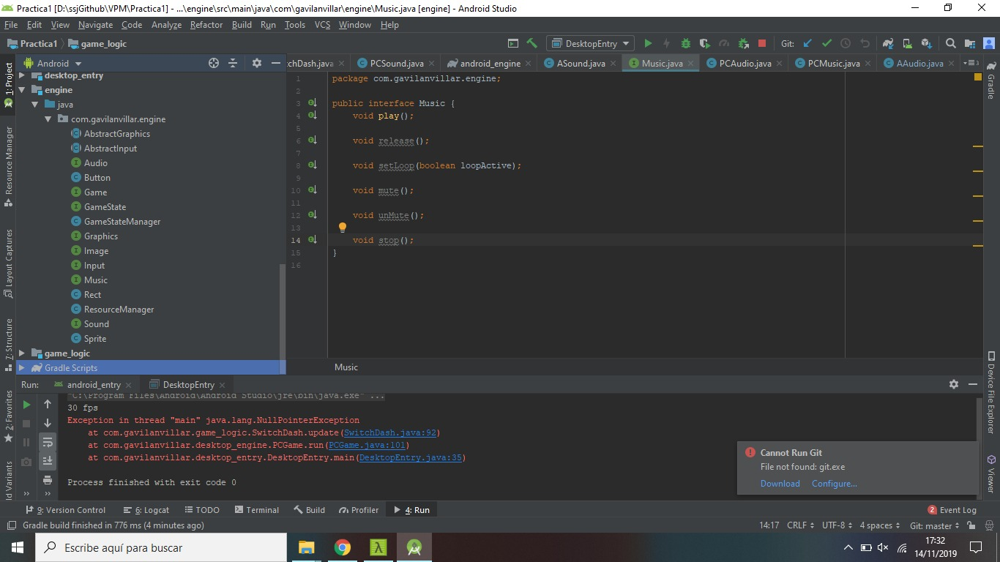 Practica1 [D:\ssjGithub\VPM\Practica1] - ...\engine\src\main\java\com\gavilanvillar\engine\Music.java [engine] - Android Studio
File Edit View Navigate Code Analyze Refactor Build Run Tools VCS Window Help
Practica1 game_logic DesktopEntry Git:
Android
chDash.java PCSound.java android_engine ASound.java Music.java PCAudio.java PCMusic.java AAudio.java 3
1: Project
Resource Manager
Layout Captures
7: Structure
2: Favorites
ld Variants
desktop_entry
engine
java
com.gavilanvillar.engine
AbstractGraphics
AbstractInput
Audio
Button
Game
GameState
GameStateManager
Graphics
Image
Input
Music
Rect
ResourceManager
Sound
Sprite
game_logic
Gradle Scripts
1 package com.gavilanvillar.engine;
2
3 public interface Music {
4 void play();
5
6 void release();
7
8 void setLoop(boolean loopActive);
9
10 void mute();
11
12 void unMute();
13
14 void stop();
15 }
16
Music
Gradle
Device File Explorer
Viewer
Run: android_entry DesktopEntry
"C:\Program Files\Android\Android Studio\jre\bin\java.exe" ...
30 fps
Exception in thread "main" java.lang.NullPointerException
at com.gavilanvillar.game_logic.SwitchDash.update(SwitchDash.java:92)
at com.gavilanvillar.desktop_engine.PCGame.run(PCGame.java:101)
at com.gavilanvillar.desktop_entry.DesktopEntry.main(DesktopEntry.java:35)
Process finished with exit code 0
Cannot Run Git
File not found: git.exe
Download Configure...
9: Version Control 6: Logcat TODO Terminal Build Profiler 4: Run 2 Event Log
Gradle build finished in 776 ms (4 minutes ago) 14:17 CRLF UTF-8 4 spaces Git: master
Escribe aquí para buscar
17:32
14/11/2019